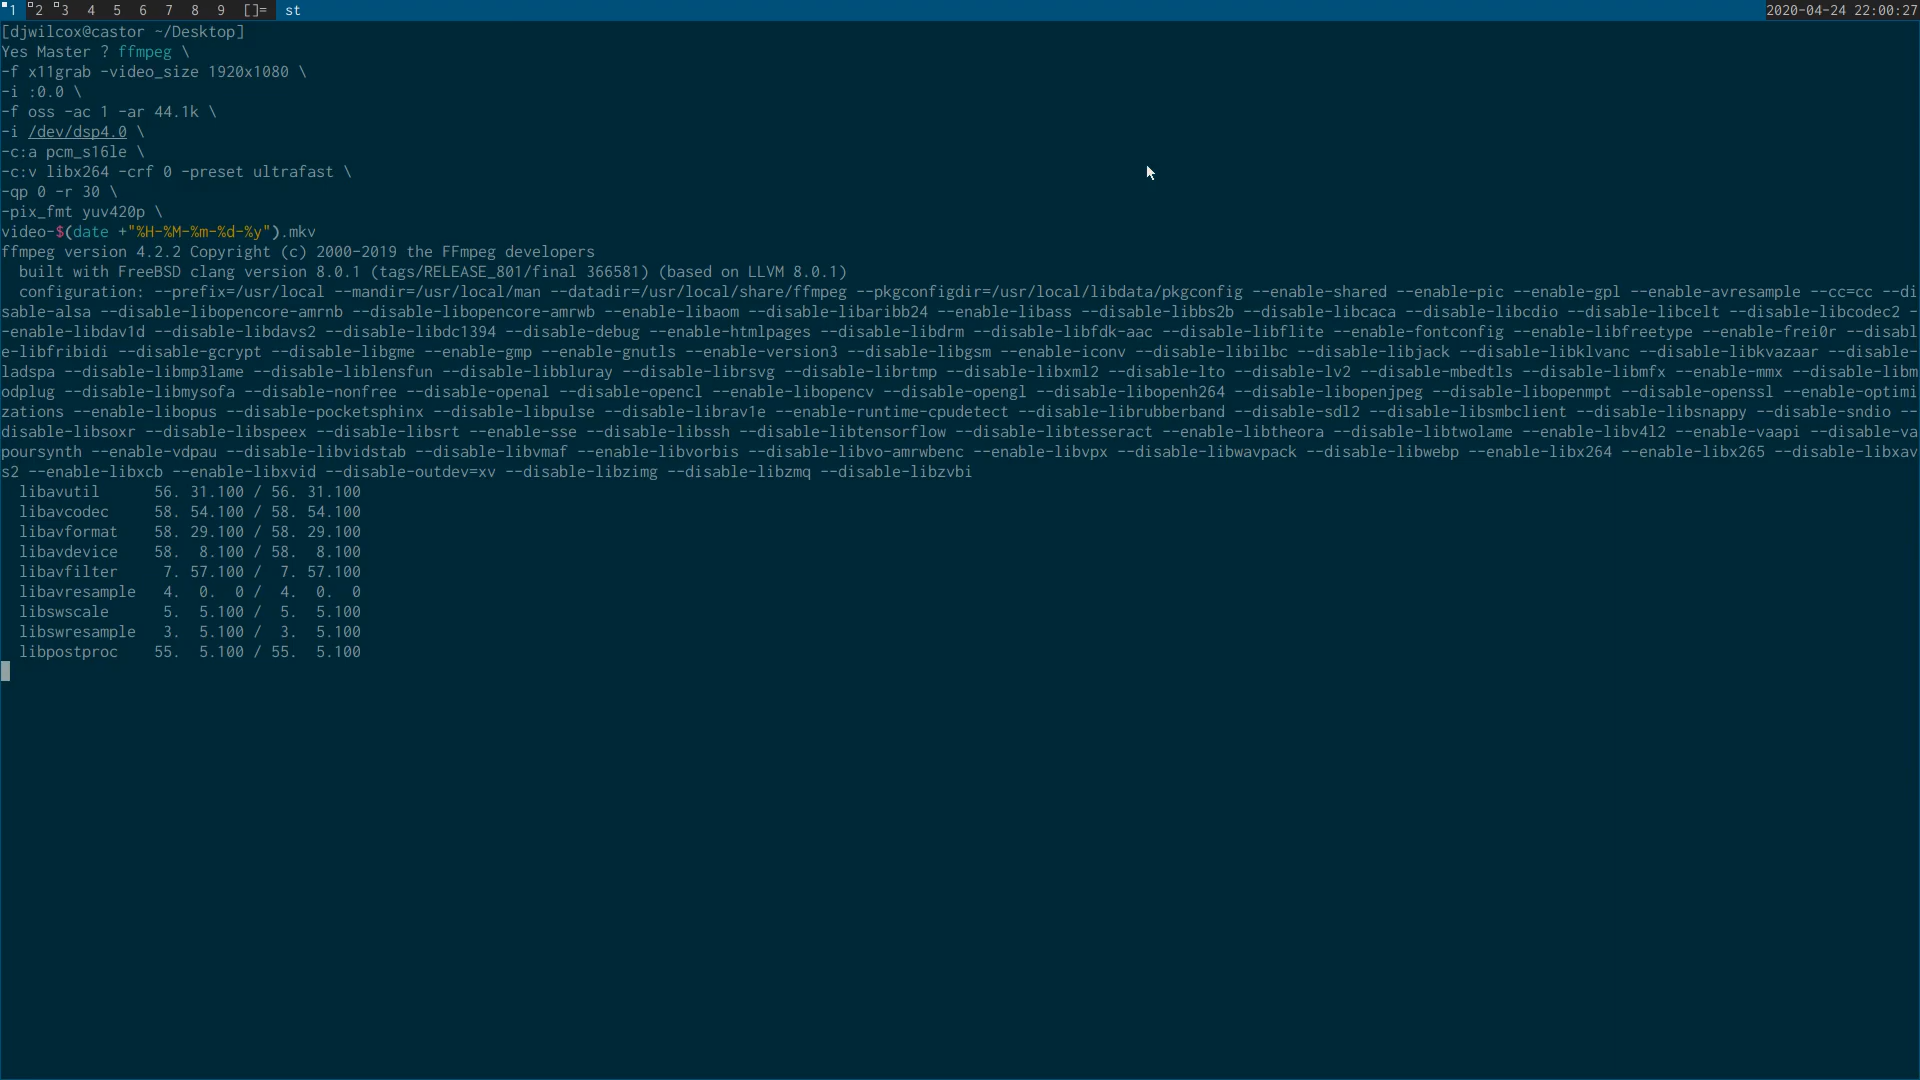 1 2 3 4 5 6 7 8 9 []= st 2020-04-24 22:00:27
[djwilcox@castor ~/Desktop]
Yes Master ? ffmpeg \
-f x11grab -video_size 1920x1080 \
-i :0.0 \
-f oss -ac 1 -ar 44.1k \
-i /dev/dsp4.0 \
-c:a pcm_s16le \
-c:v libx264 -crf 0 -preset ultrafast \
-qp 0 -r 30 \
-pix_fmt yuv420p \
video-$(date +"%H-%M-%m-%d-%y").mkv
ffmpeg version 4.2.2 Copyright (c) 2000-2019 the FFmpeg developers
  built with FreeBSD clang version 8.0.1 (tags/RELEASE_801/final 366581) (based on LLVM 8.0.1)
  configuration: --prefix=/usr/local --mandir=/usr/local/man --datadir=/usr/local/share/ffmpeg --pkgconfigdir=/usr/local/libdata/pkgconfig --enable-shared --enable-pic --enable-gpl --enable-avresample --cc=cc --di
sable-alsa --disable-libopencore-amrnb --disable-libopencore-amrwb --enable-libaom --disable-libaribb24 --enable-libass --disable-libbs2b --disable-libcaca --disable-libcdio --disable-libcelt --disable-libcodec2 -
-enable-libdav1d --disable-libdavs2 --disable-libdc1394 --disable-debug --enable-htmlpages --disable-libdrm --disable-libfdk-aac --disable-libflite --enable-fontconfig --enable-libfreetype --enable-frei0r --disabl
e-libfribidi --disable-gcrypt --disable-libgme --enable-gmp --enable-gnutls --enable-version3 --disable-libgsm --enable-iconv --disable-libilbc --disable-libjack --disable-libklvanc --disable-libkvazaar --disable-
ladspa --disable-libmp3lame --disable-liblensfun --disable-libbluray --disable-librsvg --disable-librtmp --disable-libxml2 --disable-lto --disable-lv2 --disable-mbedtls --disable-libmfx --enable-mmx --disable-libm
odplug --disable-libmysofa --disable-nonfree --disable-openal --disable-opencl --enable-libopencv --disable-opengl --disable-libopenh264 --disable-libopenjpeg --disable-libopenmpt --disable-openssl --enable-optimi
zations --enable-libopus --disable-pocketsphinx --disable-libpulse --disable-librav1e --enable-runtime-cpudetect --disable-librubberband --disable-sdl2 --disable-libsmbclient --disable-libsnappy --disable-sndio --
disable-libsoxr --disable-libspeex --disable-libsrt --enable-sse --disable-libssh --disable-libtensorflow --disable-libtesseract --enable-libtheora --disable-libtwolame --enable-libv4l2 --enable-vaapi --disable-va
poursynth --enable-vdpau --disable-libvidstab --disable-libvmaf --enable-libvorbis --disable-libvo-amrwbenc --enable-libvpx --disable-libwavpack --disable-libwebp --enable-libx264 --enable-libx265 --disable-libxav
s2 --enable-libxcb --enable-libxvid --disable-outdev=xv --disable-libzimg --disable-libzmq --disable-libzvbi
  libavutil      56. 31.100 / 56. 31.100
  libavcodec     58. 54.100 / 58. 54.100
  libavformat    58. 29.100 / 58. 29.100
  libavdevice    58.  8.100 / 58.  8.100
  libavfilter     7. 57.100 /  7. 57.100
  libavresample   4.  0.  0 /  4.  0.  0
  libswscale      5.  5.100 /  5.  5.100
  libswresample   3.  5.100 /  3.  5.100
  libpostproc    55.  5.100 / 55.  5.100